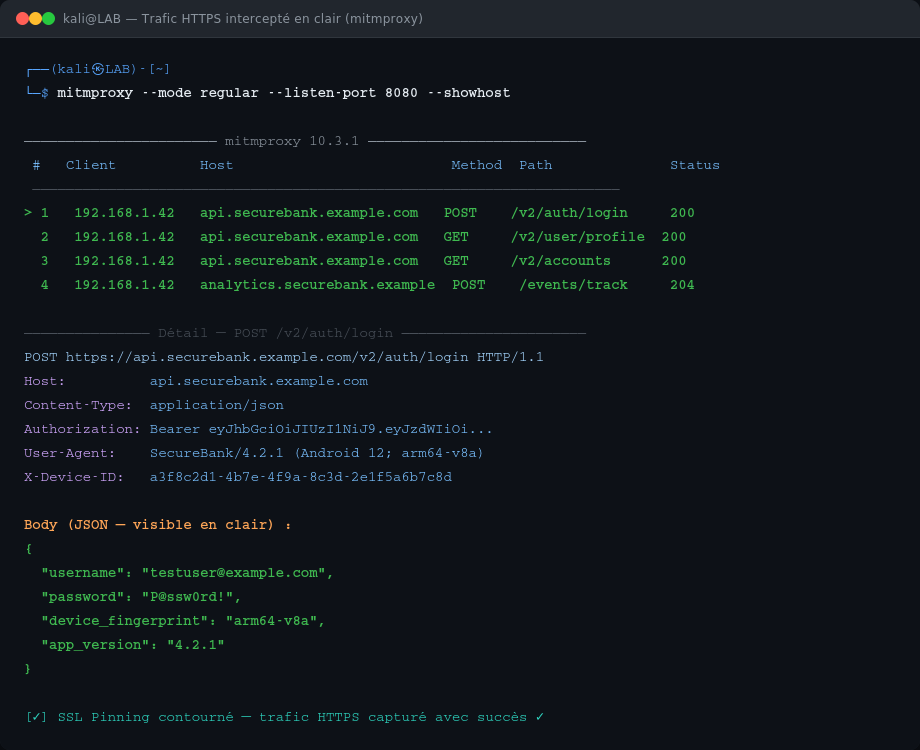 kali@LAB — Trafic HTTPS intercepté en clair (mitmproxy)
┌──(kali㉿LAB)-[~]
└─$ mitmproxy --mode regular --listen-port 8080 --showhost
─────────────────────── mitmproxy 10.3.1 ──────────────────────────
# Client Host Method Path Status
──────────────────────────────────────────────────────────────────────
> 1 192.168.1.42 api.securebank.example.com POST /v2/auth/login 200
2 192.168.1.42 api.securebank.example.com GET /v2/user/profile 200
3 192.168.1.42 api.securebank.example.com GET /v2/accounts 200
4 192.168.1.42 analytics.securebank.example POST /events/track 204
─────────────── Détail — POST /v2/auth/login ──────────────────────
POST https://api.securebank.example.com/v2/auth/login HTTP/1.1
Host: api.securebank.example.com
Content-Type: application/json
Authorization: Bearer eyJhbGciOiJIUzI1NiJ9.eyJzdWIiOi...
User-Agent: SecureBank/4.2.1 (Android 12; arm64-v8a)
X-Device-ID: a3f8c2d1-4b7e-4f9a-8c3d-2e1f5a6b7c8d
Body (JSON — visible en clair) :
{
"username": "testuser@example.com",
"password": "P@ssw0rd!",
"device_fingerprint": "arm64-v8a",
"app_version": "4.2.1"
}
[✓] SSL Pinning contourné — trafic HTTPS capturé avec succès ✓